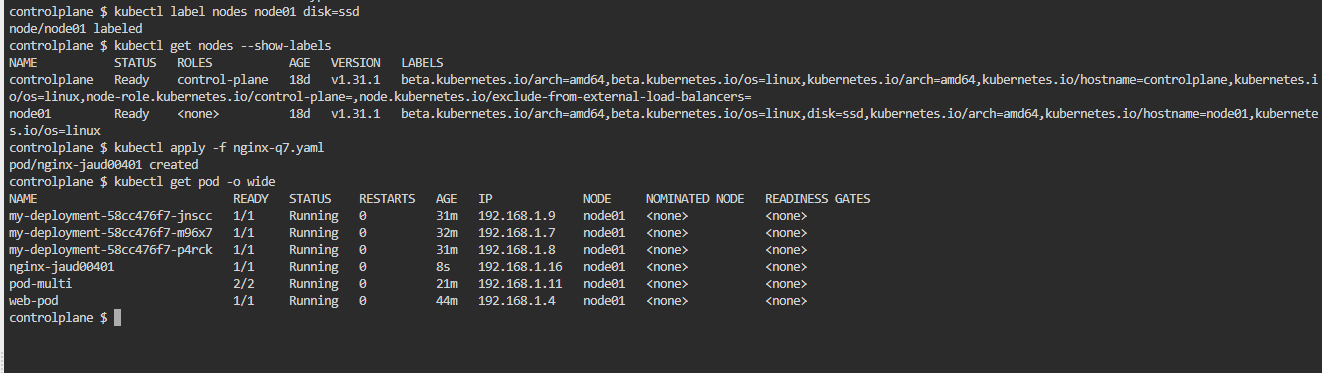 controlplane $ kubectl label nodes node01 disk=ssd
node/node01 labeled
controlplane $ kubectl get nodes --show-labels
NAME           STATUS   ROLES           AGE   VERSION   LABELS
controlplane   Ready    control-plane   18d   v1.31.1   beta.kubernetes.io/arch=amd64,beta.kubernetes.io/os=linux,kubernetes.io/arch=amd64,kubernetes.io/hostname=controlplane,kubernetes.i
o/os=linux,node-role.kubernetes.io/control-plane=,node.kubernetes.io/exclude-from-external-load-balancers=
node01         Ready    <none>          18d   v1.31.1   beta.kubernetes.io/arch=amd64,beta.kubernetes.io/os=linux,disk=ssd,kubernetes.io/arch=amd64,kubernetes.io/hostname=node01,kubernete
s.io/os=linux
controlplane $ kubectl apply -f nginx-q7.yaml
pod/nginx-jaud00401 created
controlplane $ kubectl get pod -o wide
NAME                             READY   STATUS    RESTARTS   AGE   IP             NODE     NOMINATED NODE   READINESS GATES
my-deployment-58cc476f7-jnscc   1/1     Running   0          31m   192.168.1.9    node01   <none>           <none>
my-deployment-58cc476f7-m96x7   1/1     Running   0          32m   192.168.1.7    node01   <none>           <none>
my-deployment-58cc476f7-p4rck   1/1     Running   0          31m   192.168.1.8    node01   <none>           <none>
nginx-jaud00401                 1/1     Running   0          8s    192.168.1.16   node01   <none>           <none>
pod-multi                       2/2     Running   0          21m   192.168.1.11   node01   <none>           <none>
web-pod                         1/1     Running   0          44m   192.168.1.4    node01   <none>           <none>
controlplane $